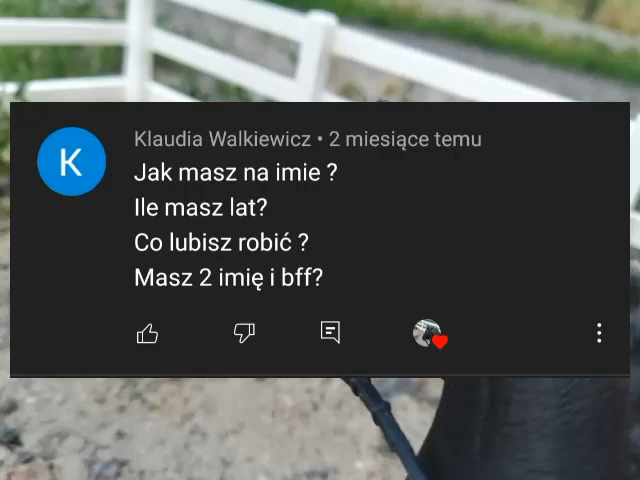 K
Klaudia Walkiewicz • 2 miesiące temu
Jak masz na imie ?
Ile masz lat?
Co lubisz robić ?
Masz 2 imię i bff?